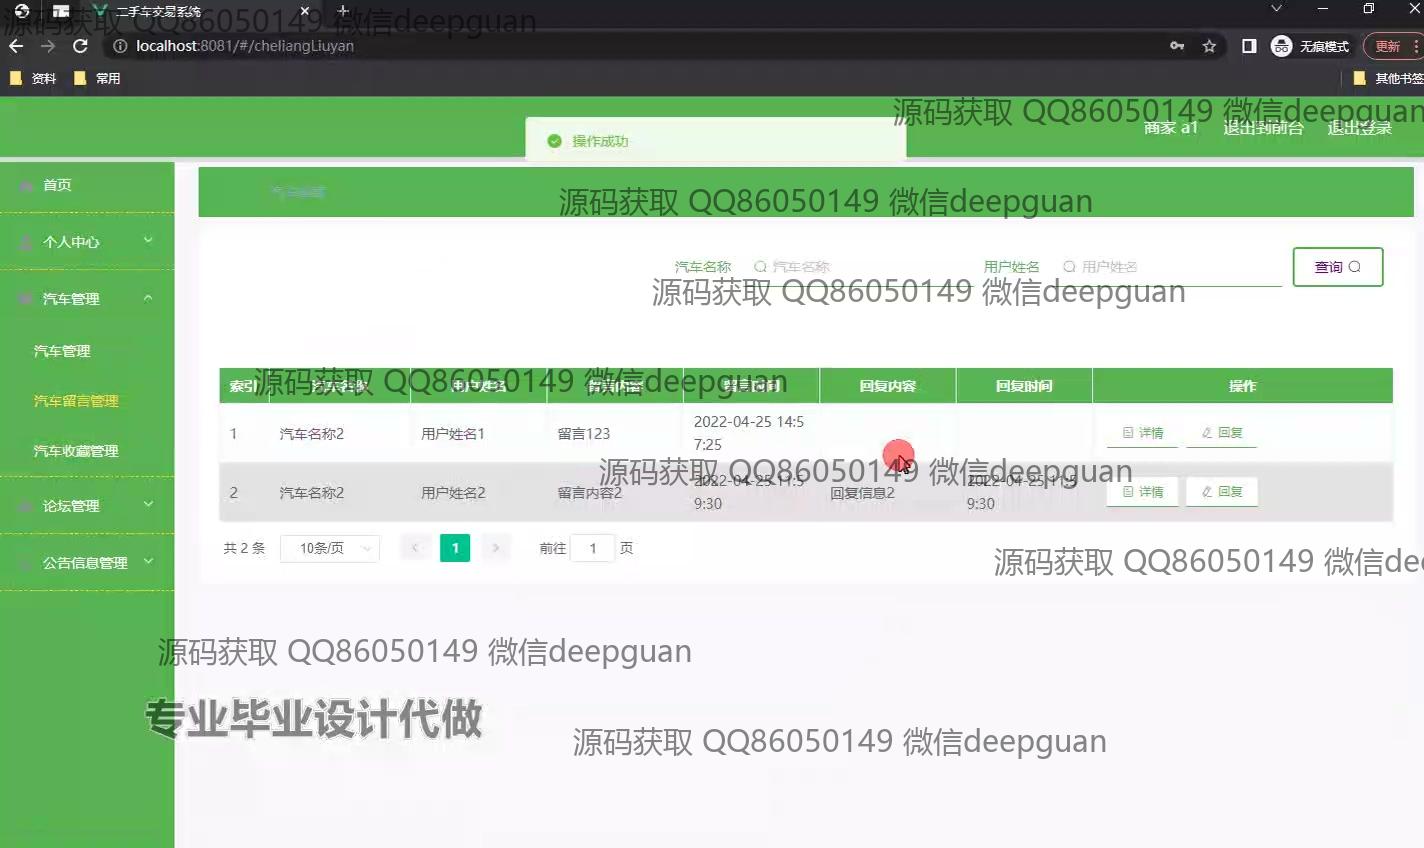 二手车交易系统
源码获取 QQ86050149 微信deepguan
localhost:8081/#/cheliangLiuyan
无痕模式
更新
资料
常用
其他书签
源码获取 QQ86050149 微信deepguan
操作成功
商家 a1
退出到前台
退出登录
首页
源码获取 QQ86050149 微信deepguan
个人中心
汽车名称
汽车名称
用户姓名
用户姓名
查询
源码获取 QQ86050149 微信deepguan
汽车管理
汽车管理
汽车留言管理
汽车收藏管理
论坛管理
公告信息管理
源码获取 QQ86050149 微信deepguan
索引 汽车名称 用户姓名 留言内容 留言时间 回复内容 回复时间 操作
1 汽车名称2 用户姓名1 留言123 2022-04-25 14:5
7:25
详情 回复
源码获取 QQ86050149 微信deepguan
2 汽车名称2 用户姓名2 留言内容2 2022-04-25 11:5
9:30
回复信息2 2022-04-25 11:5
9:30
详情 回复
共 2 条 10条/页 1 前往 1 页
源码获取 QQ86050149 微信dee
源码获取 QQ86050149 微信deepguan
专业毕业设计代做
源码获取 QQ86050149 微信deepguan